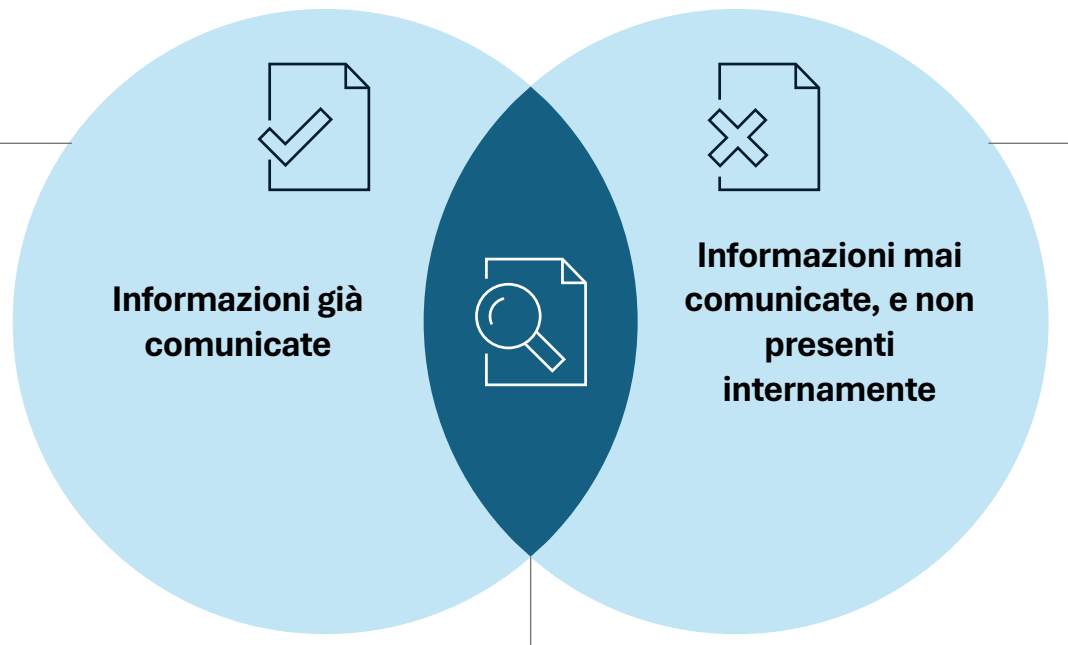 Informazioni già
comunicate
Informazioni mai
comunicate, e non
presenti
internamente